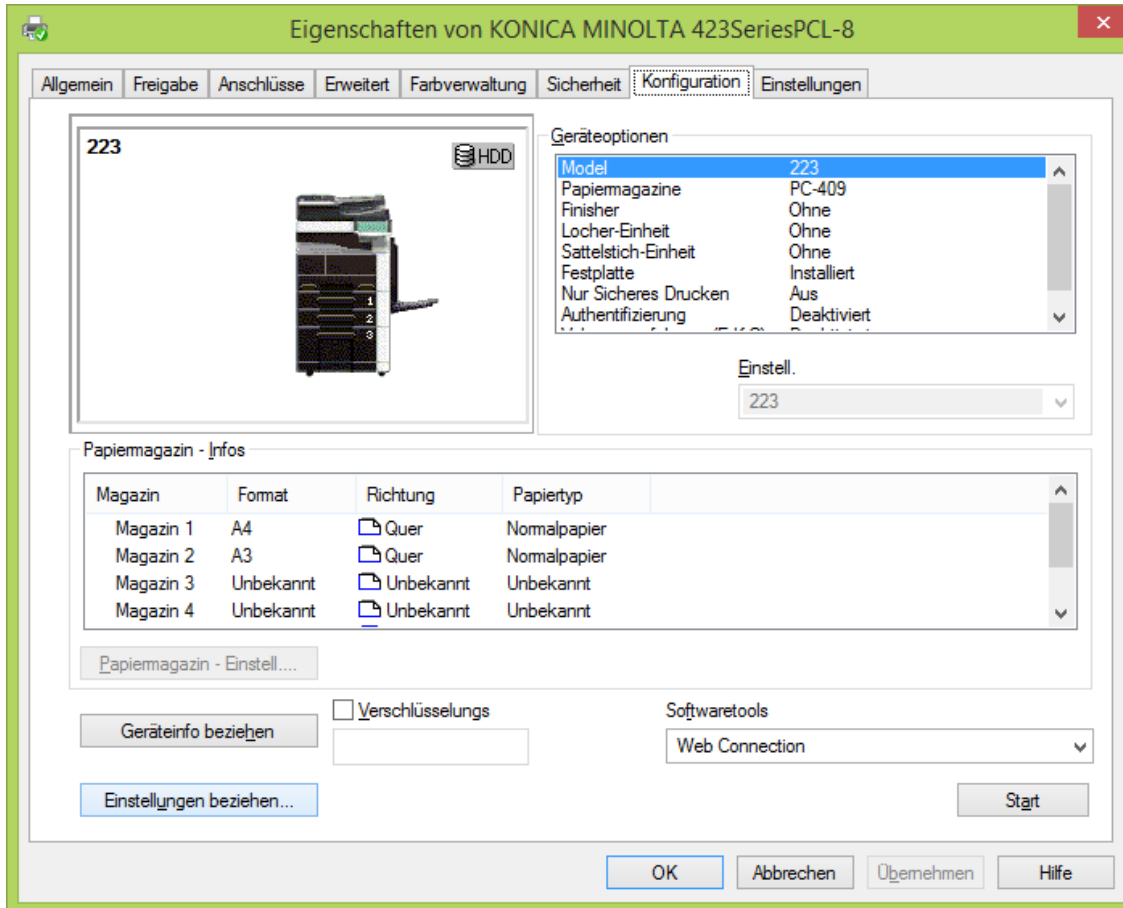 Eigenschaften von KONICA MINOLTA 423SeriesPCL-8
Allgemein Freigabe Anschlüsse Erweitert Farbverwaltung Sicherheit Konfiguration Einstellungen
223
HDD
1
2
3
Geräteoptionen
Model 223
Papiermagazine PC-409
Finisher Ohne
Locher-Einheit Ohne
Sattelstich-Einheit Ohne
Festplatte Installiert
Nur Sicheres Drucken Aus
Authentifizierung Deaktiviert
Einstell.
223
Papiermagazin - Infos
Magazin Format Richtung Papiertyp
Magazin 1 A4 Quer Normalpapier
Magazin 2 A3 Quer Normalpapier
Magazin 3 Unbekannt Unbekannt Unbekannt
Magazin 4 Unbekannt Unbekannt Unbekannt
Papiermagazin - Einstell....
Geräteinfo beziehen
Verschlüsselungs
Softwaretools
Web Connection
Einstellungen beziehen...
Start
OK Abbrechen Übernehmen Hilfe